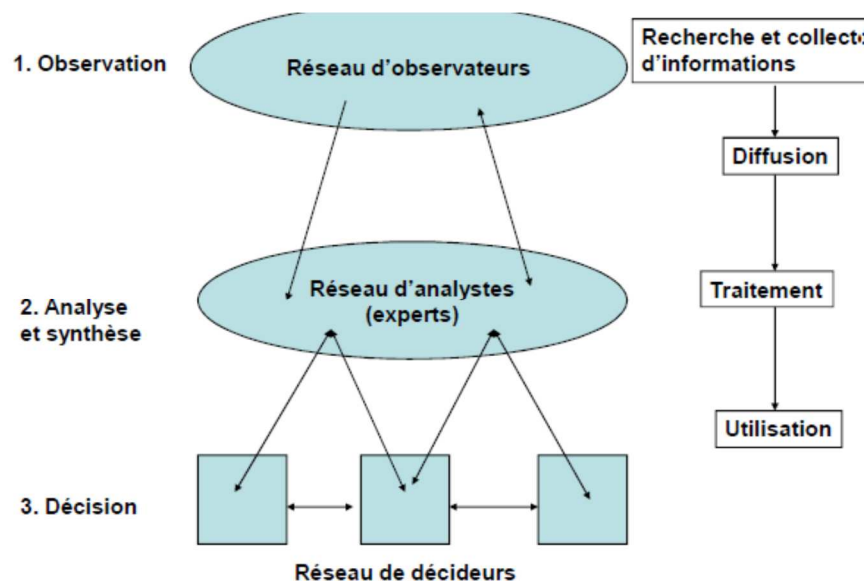 1. Observation
Réseau d'observateurs
Recherche et collecte
d'informations
Diffusion
2. Analyse
et synthèse
Réseau d'analystes
(experts)
Traitement
Utilisation
3. Décision
Réseau de décideurs